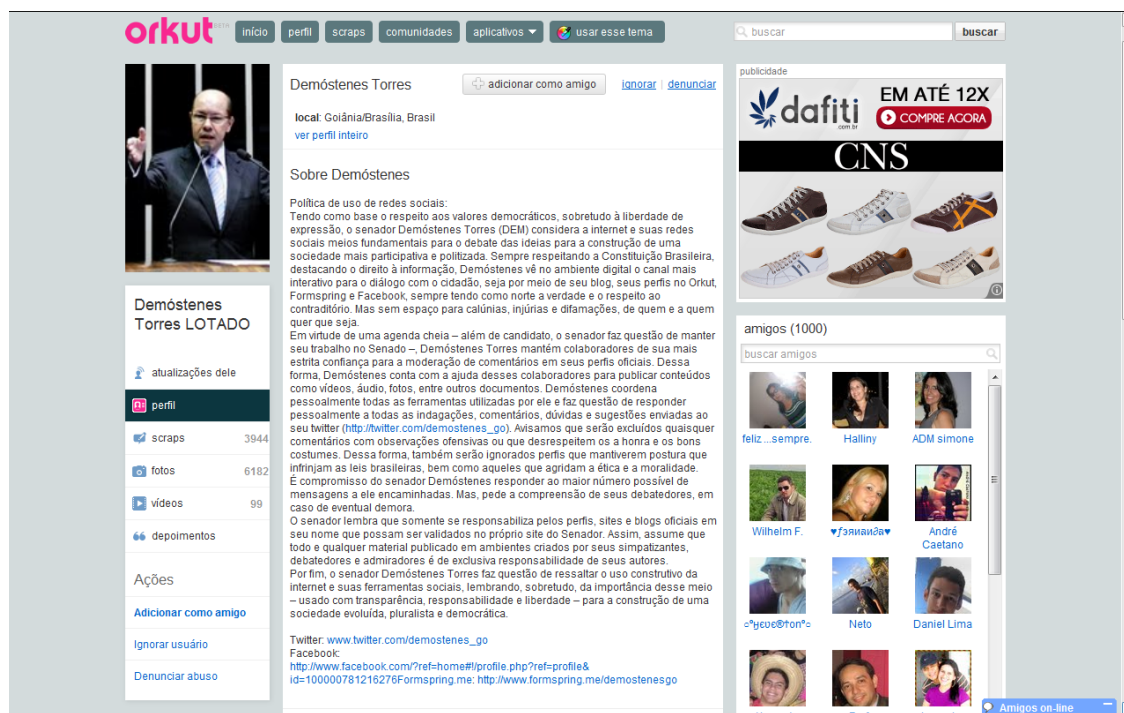 orkut BETA
início
perfil
scraps
comunidades
aplicativos
usar esse tema
buscar
buscar
Demóstenes
Torres LOTADO
atualizações dele
perfil
scraps 3944
fotos 6182
vídeos 99
depoimentos
Ações
Adicionar como amigo
Ignorar usuário
Denunciar abuso
Demóstenes Torres
adicionar como amigo
ignorar | denunciar
local: Goiânia/Brasília, Brasil
ver perfil inteiro
Sobre Demóstenes
Política de uso de redes sociais:
Tendo como base o respeito aos valores democráticos, sobretudo à liberdade de
expressão, o senador Demóstenes Torres (DEM) considera a internet e suas redes
sociais meios fundamentais para o debate das ideias para a construção de uma
sociedade mais participativa e politizada. Sempre respeitando a Constituição Brasileira,
destacando o direito à informação, Demóstenes vê no ambiente digital o canal mais
interativo para o diálogo com o cidadão, seja por meio de seu blog, seus perfis no Orkut,
Formspring e Facebook, sempre tendo como norte a verdade e o respeito ao
contraditório. Mas sem espaço para calúnias, injúrias e difamações, de quem e a quem
quer que seja.
Em virtude de uma agenda cheia – além de candidato, o senador faz questão de manter
seu trabalho no Senado –, Demóstenes Torres mantém colaboradores de sua mais
estrita confiança para a moderação de comentários em seus perfis oficiais. Dessa
forma, Demóstenes conta com a ajuda desses colaboradores para publicar conteúdos
como vídeos, áudio, fotos, entre outros documentos. Demóstenes coordena
pessoalmente todas as ferramentas utilizadas por ele e faz questão de responder
pessoalmente a todas as indagações, comentários, dúvidas e sugestões enviadas ao
seu twitter (http://twitter.com/demostenes_go). Avisamos que serão excluídos quaisquer
comentários com observações ofensivas ou que desrespeitem os a honra e os bons
costumes. Dessa forma, também serão ignorados perfis que mantiverem postura que
infrinjam as leis brasileiras, bem como aqueles que agridam a ética e a moralidade.
É compromisso do senador Demóstenes responder ao maior número possível de
mensagens a ele encaminhadas. Mas, pede a compreensão de seus debatedores, em
caso de eventual demora.
O senador lembra que somente se responsabiliza pelos perfis, sites e blogs oficiais em
seu nome que possam ser validados no próprio site do Senador. Assim, assume que
todo e qualquer material publicado em ambientes criados por seus simpatizantes,
debatedores e admiradores é de exclusiva responsabilidade de seus autores.
Por fim, o senador Demóstenes Torres faz questão de ressaltar o uso construtivo da
internet e suas ferramentas sociais, lembrando, sobretudo, da importância desse meio
– usado com transparência, responsabilidade e liberdade – para a construção de uma
sociedade evoluída, pluralista e democrática.
Twitter: www.twitter.com/demostenes_go
Facebook:
http://www.facebook.com/?ref=home#!/profile.php?ref=profile&
id=100000781216276Formspring.me: http://www.formspring.me/demostenesgo
publicidade
dafiti
.com.br
EM ATÉ 12X
COMPRE AGORA
CNS
amigos (1000)
buscar amigos
feliz ...sempre.
Halliny
ADM simone
Wilhelm F.
André
Caetano
Neto
Daniel Lima
Amigos on-line